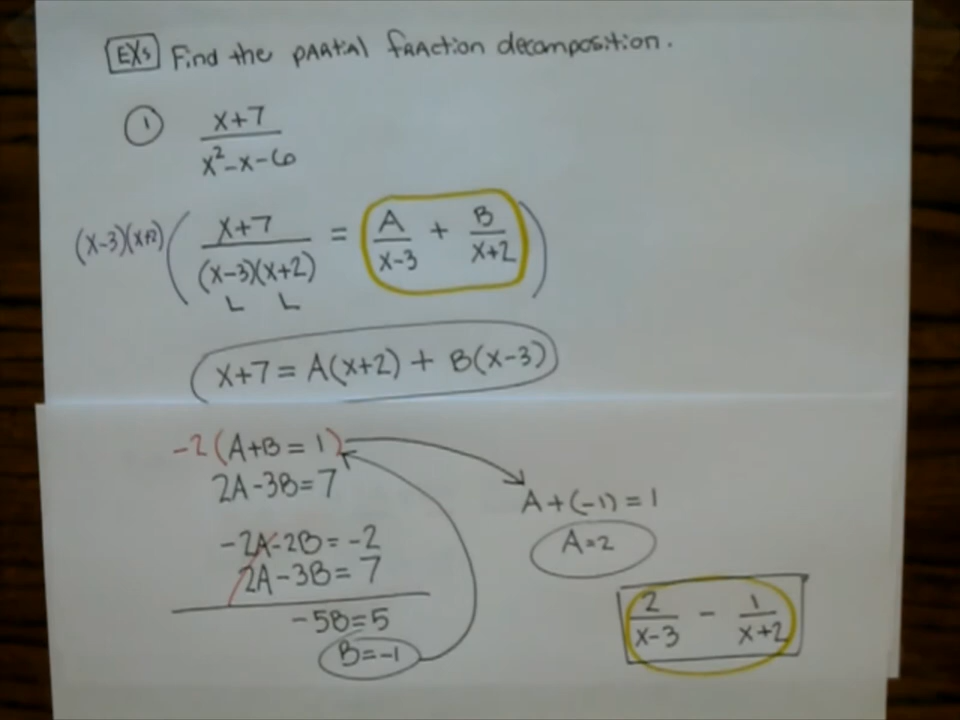 EXs Find the PARTIAL FRACTION decomposition.
1 x+7 / x²-x-6
(x-3)(x+2) ( x+7 / (x-3)(x+2) = A / x-3 + B / x+2 )
L L
x+7 = A(x+2) + B(x-3)
-2 (A+B = 1)
2A-3B = 7
A+(-1) = 1
A=2
-2A-2B = -2
2A-3B = 7
-5B = 5
B = -1
2 / x-3 - 1 / x+2